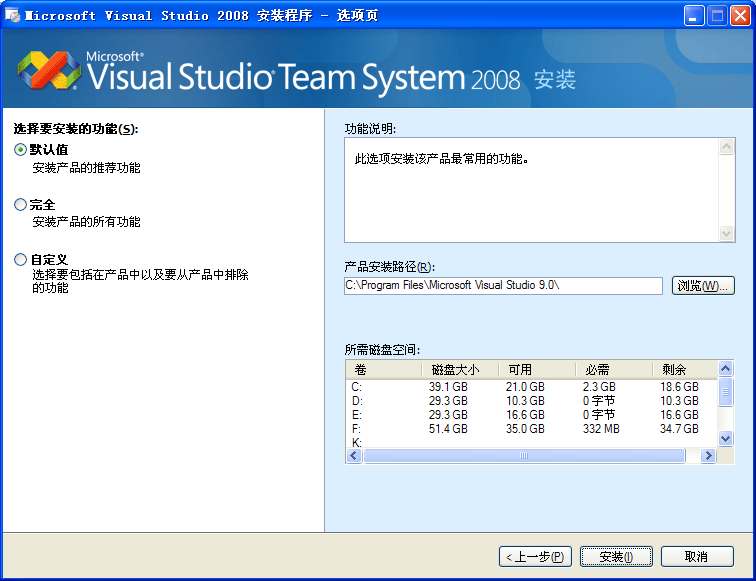 Microsoft Visual Studio 2008 安装程序 - 选项页
Microsoft®
Visual Studio Team System 2008 安装
选择要安装的功能(S):
默认值
安装产品的推荐功能
完全
安装产品的所有功能
自定义
选择要包括在产品中以及要从产品中排除
的功能
功能说明:
此选项安装该产品最常用的功能。
产品安装路径(R):
C:\Program Files\Microsoft Visual Studio 9.0\
浏览(W)...
所需磁盘空间:
卷 磁盘大小 可用 必需 剩余
C: 39.1 GB 21.0 GB 2.3 GB 18.6 GB
D: 29.3 GB 10.3 GB 0 字节 10.3 GB
E: 29.3 GB 16.6 GB 0 字节 16.6 GB
F: 51.4 GB 35.0 GB 332 MB 34.7 GB
K:
<上一步(P)
安装(I)
取消